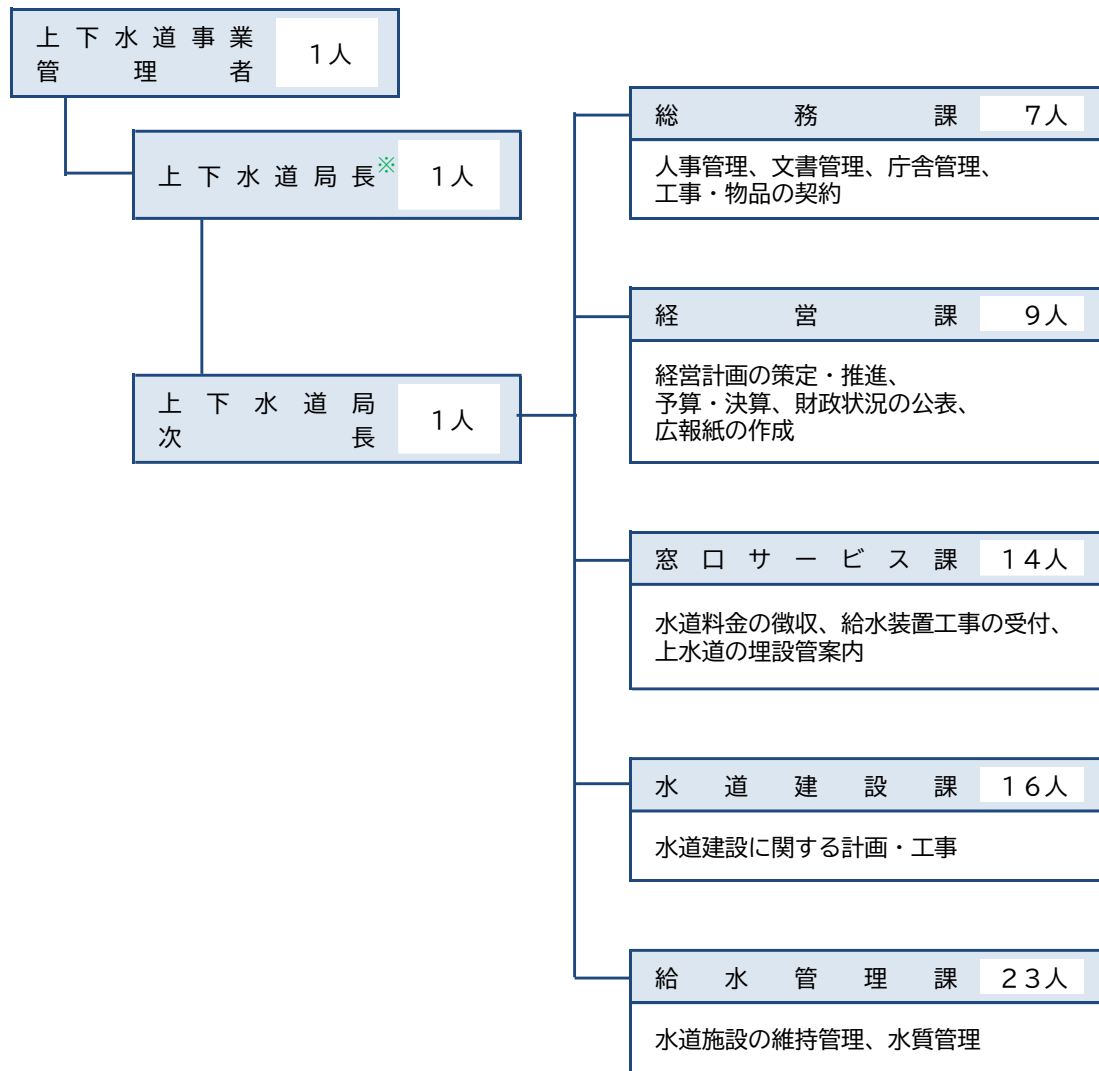 上下水道事業
管理者
1人
上下水道局長※
1人
上下水道局
次長
1人
総務課
7人
人事管理、文書管理、庁舎管理、
工事・物品の契約
経営課
9人
経営計画の策定・推進、
予算・決算、財政状況の公表、
広報紙の作成
窓口サービス課
14人
水道料金の徴収、給水装置工事の受付、
上水道の埋設管案内
水道建設課
16人
水道建設に関する計画・工事
給水管理課
23人
水道施設の維持管理、水質管理